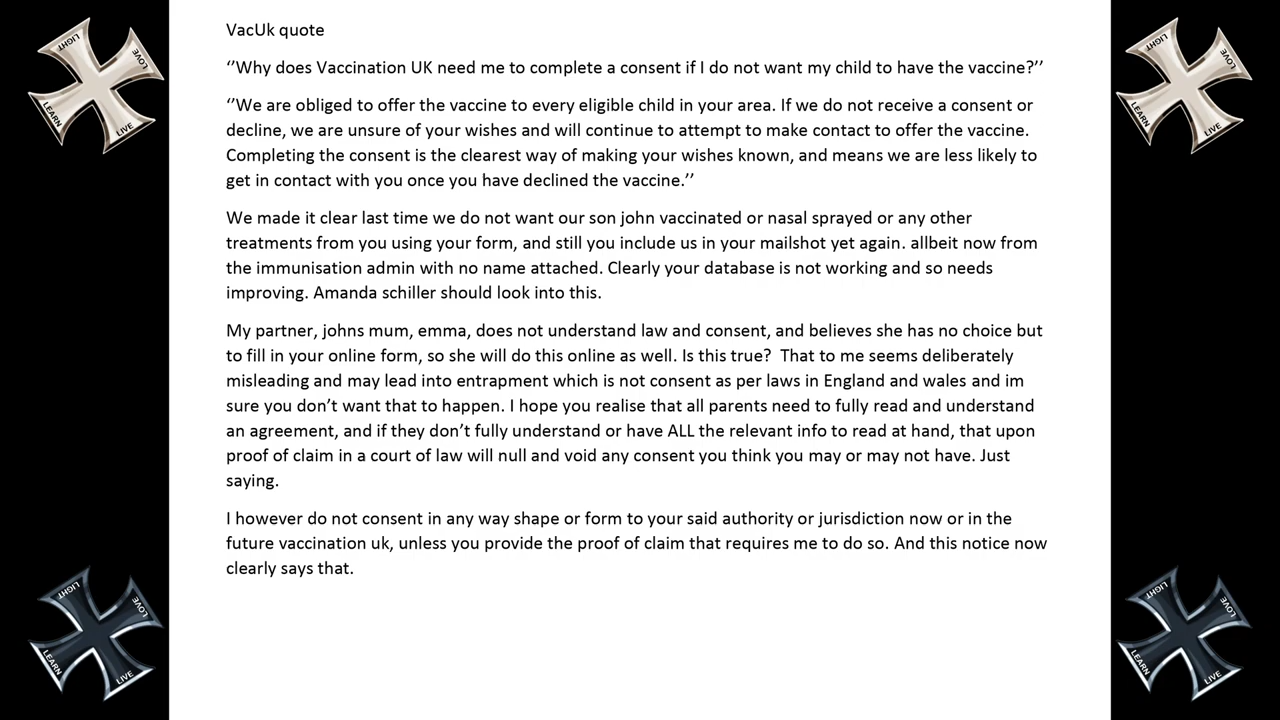 VacUk quote
‘’Why does Vaccination UK need me to complete a consent if I do not want my child to have the vaccine?’’
‘’We are obliged to offer the vaccine to every eligible child in your area. If we do not receive a consent or
decline, we are unsure of your wishes and will continue to attempt to make contact to offer the vaccine.
Completing the consent is the clearest way of making your wishes known, and means we are less likely to
get in contact with you once you have declined the vaccine.’’
We made it clear last time we do not want our son john vaccinated or nasal sprayed or any other
treatments from you using your form, and still you include us in your mailshot yet again. allbeit now from
the immunisation admin with no name attached. Clearly your database is not working and so needs
improving. Amanda schiller should look into this.
My partner, johns mum, emma, does not understand law and consent, and believes she has no choice but
to fill in your online form, so she will do this online as well. Is this true?  That to me seems deliberately
misleading and may lead into entrapment which is not consent as per laws in England and wales and im
sure you don’t want that to happen. I hope you realise that all parents need to fully read and understand
an agreement, and if they don’t fully understand or have ALL the relevant info to read at hand, that upon
proof of claim in a court of law will null and void any consent you think you may or may not have. Just
saying.
I however do not consent in any way shape or form to your said authority or jurisdiction now or in the
future vaccination uk, unless you provide the proof of claim that requires me to do so. And this notice now
clearly says that.
LIGHT
LOVE
LEARN
LIVE
LIGHT
LOVE
LEARN
LIVE
LIGHT
LOVE
LEARN
LIVE
LIGHT
LOVE
LEARN
LIVE